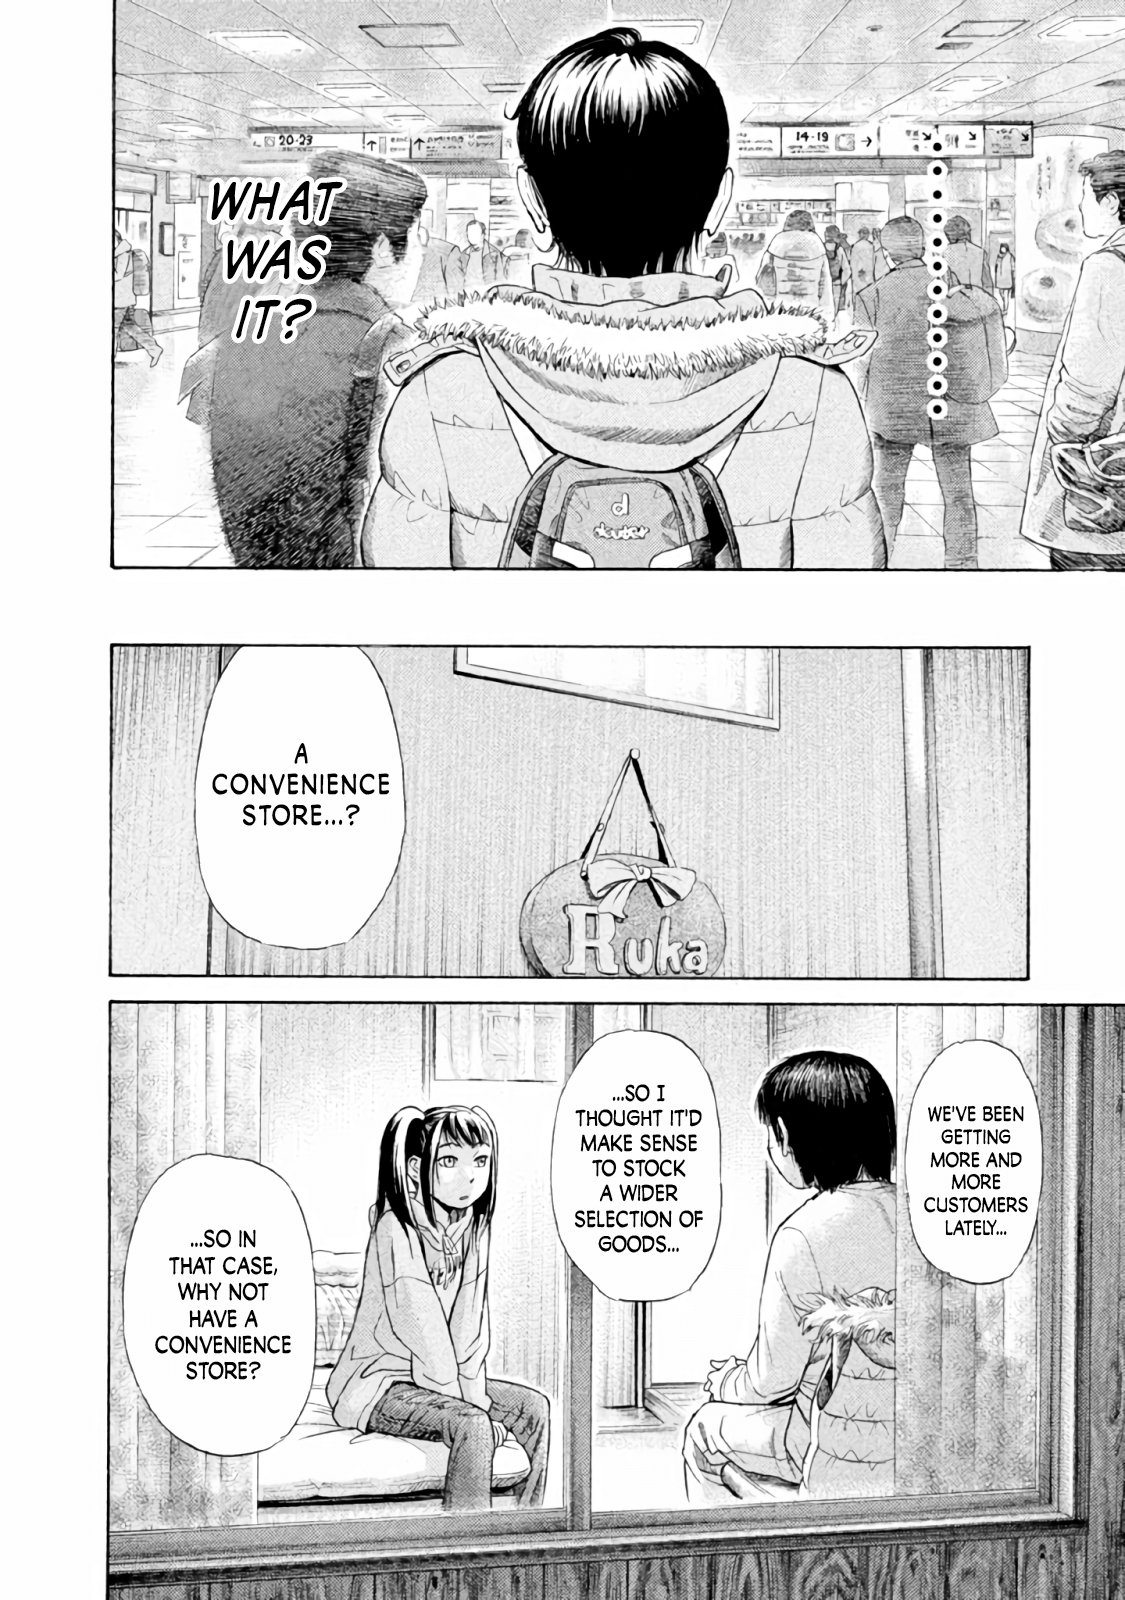 WHAT
WAS
IT?
20-23
14-19
d
deuter
A
CONVENIENCE
STORE...?
Ruka
WE'VE BEEN
GETTING
MORE AND
MORE
CUSTOMERS
LATELY...
...SO I
THOUGHT IT'D
MAKE SENSE
TO STOCK
A WIDER
SELECTION OF
GOODS...
...SO IN
THAT CASE,
WHY NOT
HAVE A
CONVENIENCE
STORE?